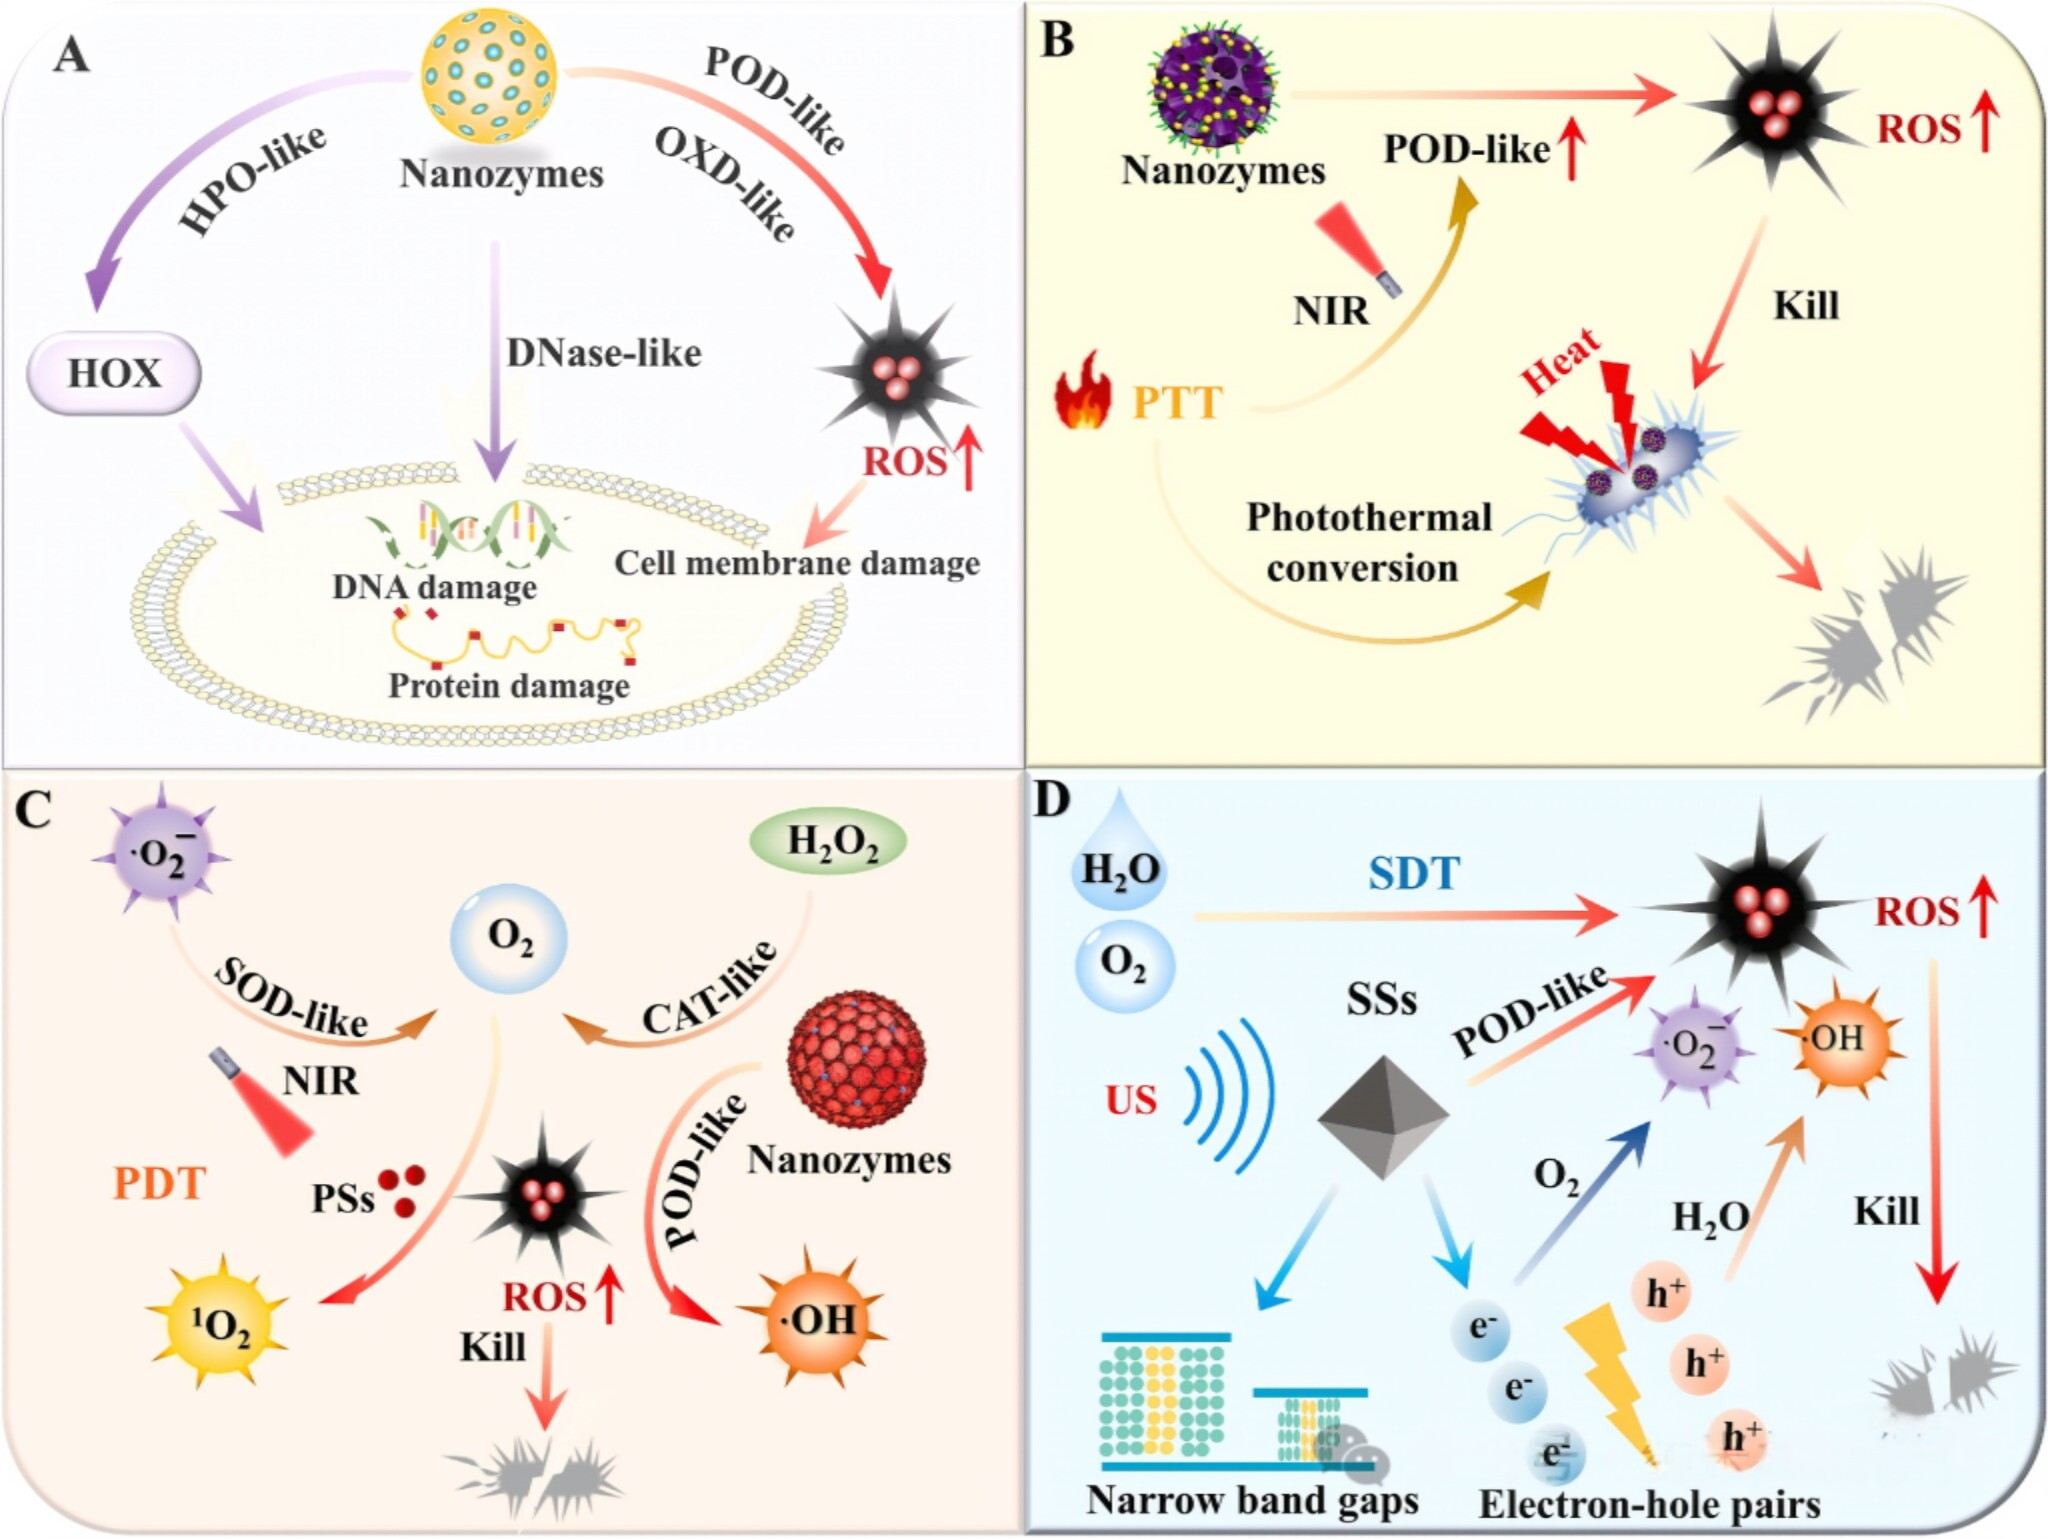 A
Nanozymes
HPO-like
POD-like
OXD-like
HOX
DNase-like
ROS
DNA damage
Cell membrane damage
Protein damage
B
Nanozymes
POD-like
ROS
NIR
Kill
PTT
Heat
Photothermal
conversion
C
·O₂⁻
H₂O₂
O₂
SOD-like
CAT-like
NIR
PDT
PSs
POD-like
Nanozymes
¹O₂
ROS
Kill
·OH
D
H₂O
O₂
SDT
ROS
SSs
POD-like
·O₂⁻
·OH
US
O₂
H₂O
Kill
e⁻
e⁻
e⁻
h⁺
h⁺
h⁺
Narrow band gaps
Electron-hole pairs